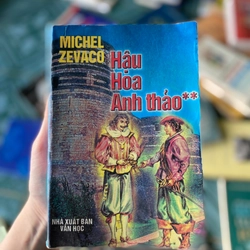 MICHEL
ZEVACO
Hậu
Hoa
Anh thảo**
NHÀ XUẤT BẢN
VĂN HỌC